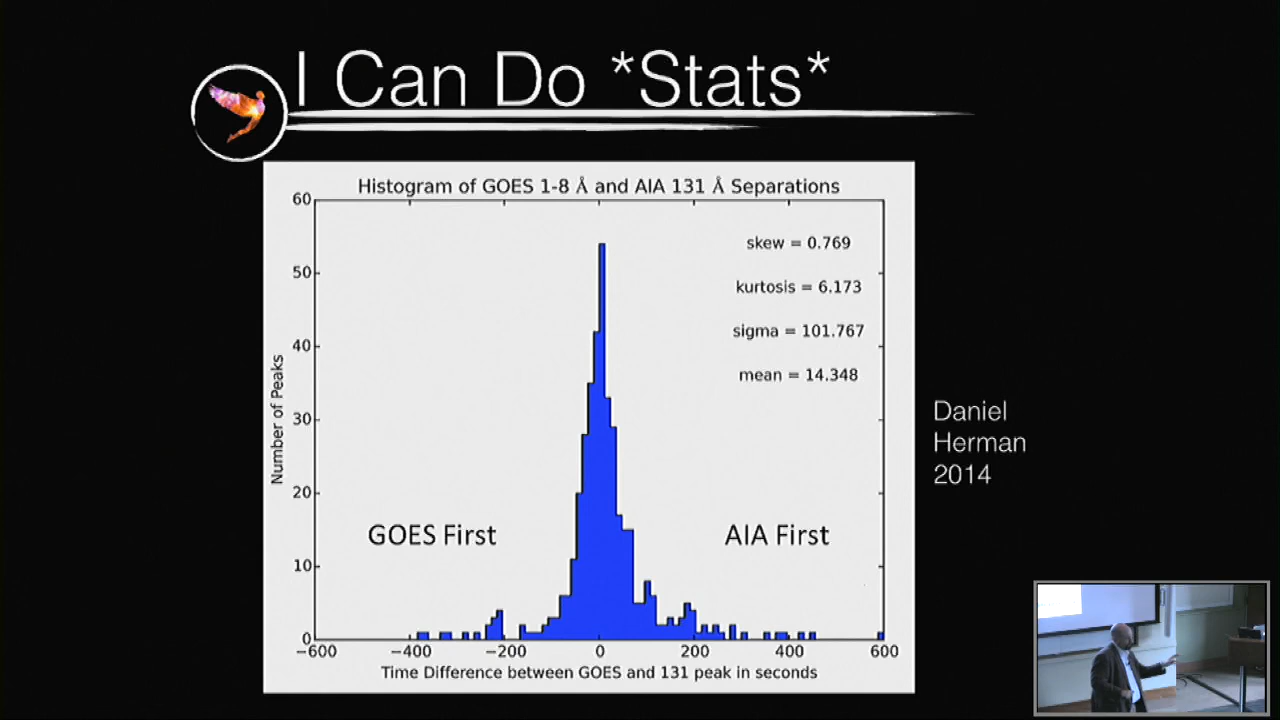 I Can Do *Stats*
Histogram of GOES 1-8 Å and AIA 131 Å Separations
60
50
40
30
20
10
0
Number of Peaks
skew = 0.769
kurtosis = 6.173
sigma = 101.767
mean = 14.348
GOES First
AIA First
−600
−400
−200
0
200
400
600
Time Difference between GOES and 131 peak in seconds
Daniel
Herman
2014